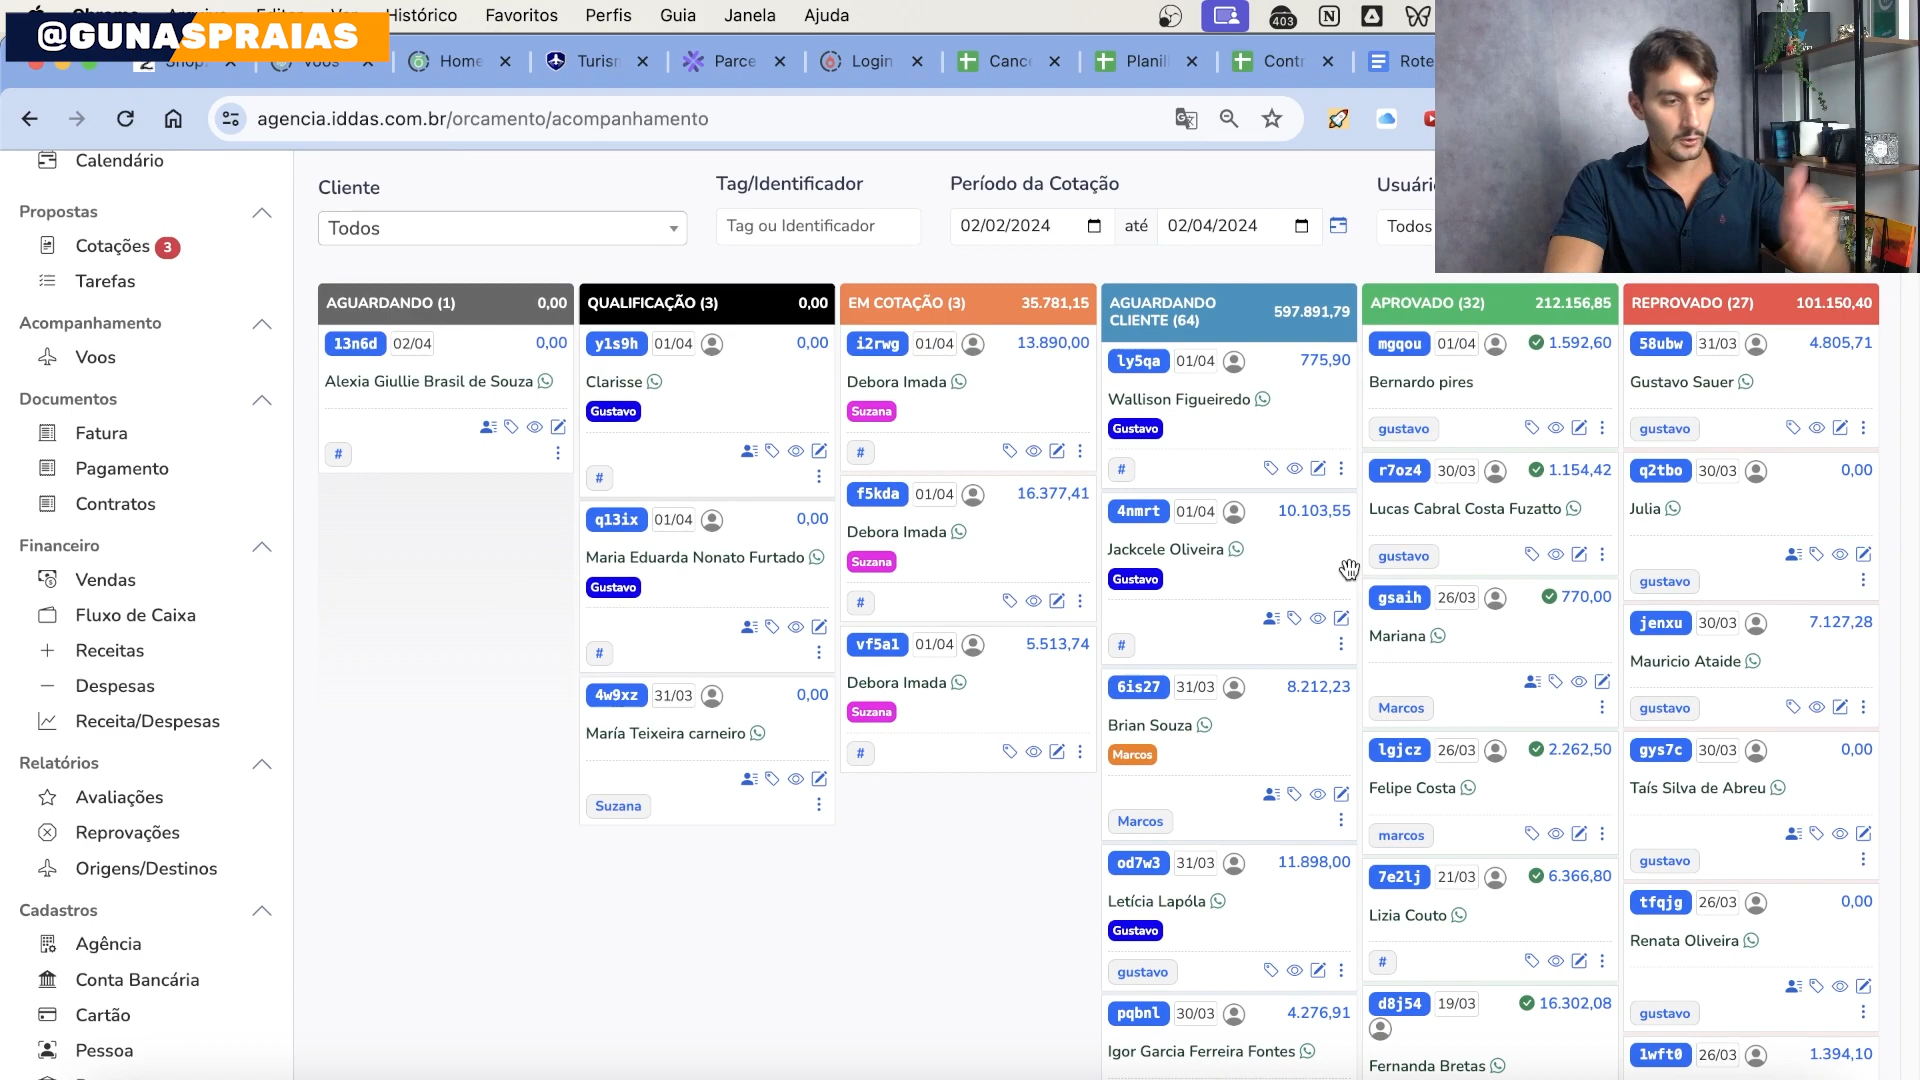 @GUNASPRAIAS
Histórico
Favoritos
Perfis
Guia
Janela
Ajuda
403
Home
Turisr
Parce
Login
Cance
Planil
Contr
Rote
agencia.iddas.com.br/orcamento/acompanhamento
Calendário
Propostas
Cotações 3
Tarefas
Acompanhamento
Voos
Documentos
Fatura
Pagamento
Contratos
Financeiro
Vendas
Fluxo de Caixa
Receitas
Despesas
Receita/Despesas
Relatórios
Avaliações
Reprovações
Origens/Destinos
Cadastros
Agência
Conta Bancária
Cartão
Pessoa
Cliente
Todos
Tag/Identificador
Tag ou Identificador
Período da Cotação
02/02/2024 até 02/04/2024
Usuári
Todos
AGUARDANDO (1) 0,00
13n6d 02/04 0,00
Alexia Giullie Brasil de Souza
#
QUALIFICAÇÃO (3) 0,00
y1s9h 01/04 0,00
Clarisse
Gustavo
#
q13ix 01/04 0,00
Maria Eduarda Nonato Furtado
Gustavo
#
4w9xz 31/03 0,00
María Teixeira carneiro
Suzana
EM COTAÇÃO (3) 35.781,15
i2rwg 01/04 13.890,00
Debora Imada
Suzana
#
f5kda 01/04 16.377,41
Debora Imada
Suzana
#
vf5a1 01/04 5.513,74
Debora Imada
Suzana
#
AGUARDANDO
CLIENTE (64) 597.891,79
ly5qa 01/04 775,90
Wallison Figueiredo
Gustavo
#
4nmrt 01/04 10.103,55
Jackcele Oliveira
Gustavo
#
6is27 31/03 8.212,23
Brian Souza
Marcos
Marcos
od7w3 31/03 11.898,00
Letícia Lapóla
Gustavo
gustavo
pqbnl 30/03 4.276,91
Igor Garcia Ferreira Fontes
APROVADO (32) 212.156,85
mgqou 01/04 1.592,60
Bernardo pires
gustavo
r7oz4 30/03 1.154,42
Lucas Cabral Costa Fuzatto
gustavo
gsaih 26/03 770,00
Mariana
Marcos
lgjcz 26/03 2.262,50
Felipe Costa
marcos
7e2lj 21/03 6.366,80
Lizia Couto
#
d8j54 19/03 16.302,08
Fernanda Bretas
REPROVADO (27) 101.150,40
58ubw 31/03 4.805,71
Gustavo Sauer
gustavo
q2tbo 30/03 0,00
Julia
gustavo
jenxu 30/03 7.127,28
Mauricio Ataide
gustavo
gys7c 30/03 0,00
Taís Silva de Abreu
gustavo
tfqjg 26/03 0,00
Renata Oliveira
gustavo
1wft0 26/03 1.394,10